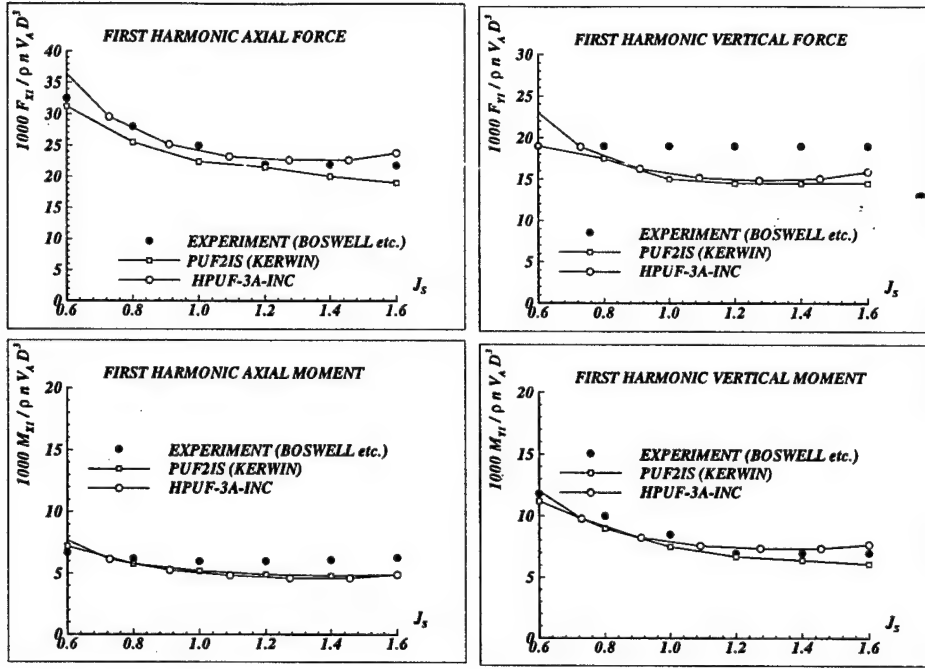 FIRST HARMONIC AXIAL FORCE
1000 F_X1 / ρ n V_A D^3
40
35
30
25
20
15
10
5
0
EXPERIMENT (BOSWELL etc.)
PUF2IS (KERWIN)
HPUF-3A-INC
J_S
0.6 0.8 1.0 1.2 1.4 1.6
FIRST HARMONIC VERTICAL FORCE
1000 F_Y1 / ρ n V_A D^3
30
25
20
15
10
5
0
EXPERIMENT (BOSWELL etc.)
PUF2IS (KERWIN)
HPUF-3A-INC
J_S
0.6 0.8 1.0 1.2 1.4 1.6
FIRST HARMONIC AXIAL MOMENT
1000 M_X1 / ρ n V_A D^3
20
15
10
5
0
EXPERIMENT (BOSWELL etc.)
PUF2IS (KERWIN)
HPUF-3A-INC
J_S
0.6 0.8 1.0 1.2 1.4 1.6
FIRST HARMONIC VERTICAL MOMENT
1000 M_Y1 / ρ n V_A D^3
20
15
10
5
0
EXPERIMENT (BOSWELL etc.)
PUF2IS (KERWIN)
HPUF-3A-INC
J_S
0.6 0.8 1.0 1.2 1.4 1.6